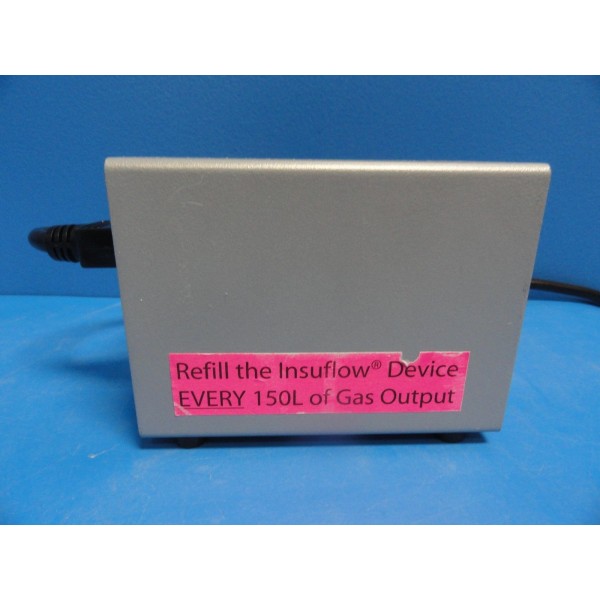 Refill the Insuflow® Device
EVERY 150L of Gas Output